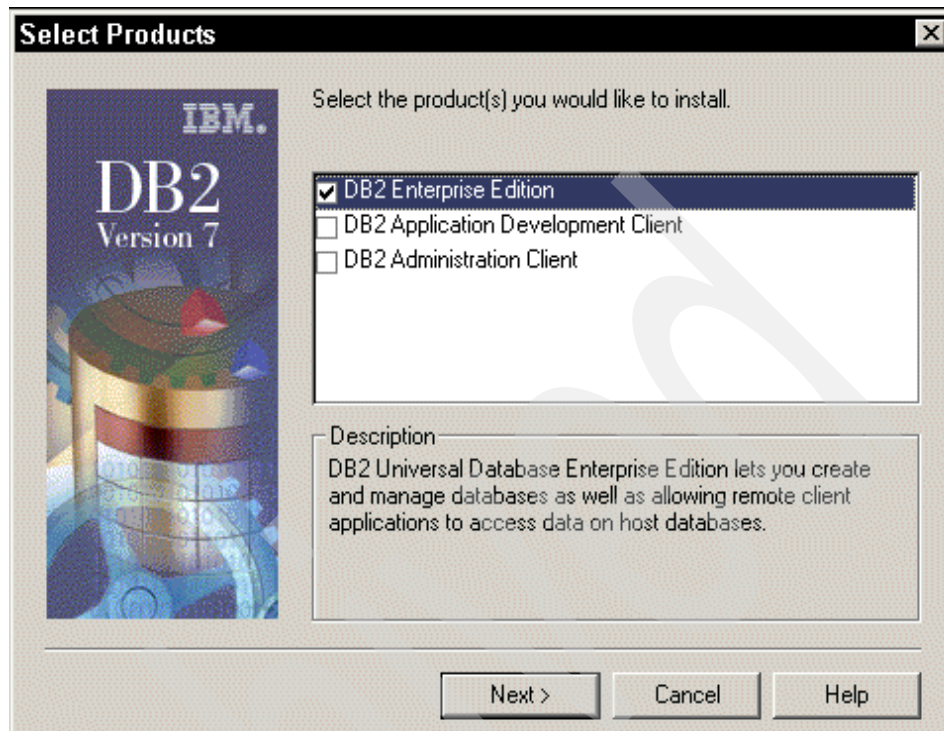 Select Products
IBM.
DB2
Version 7
Select the product(s) you would like to install.
DB2 Enterprise Edition
DB2 Application Development Client
DB2 Administration Client
Description
DB2 Universal Database Enterprise Edition lets you create
and manage databases as well as allowing remote client
applications to access data on host databases.
Next >
Cancel
Help